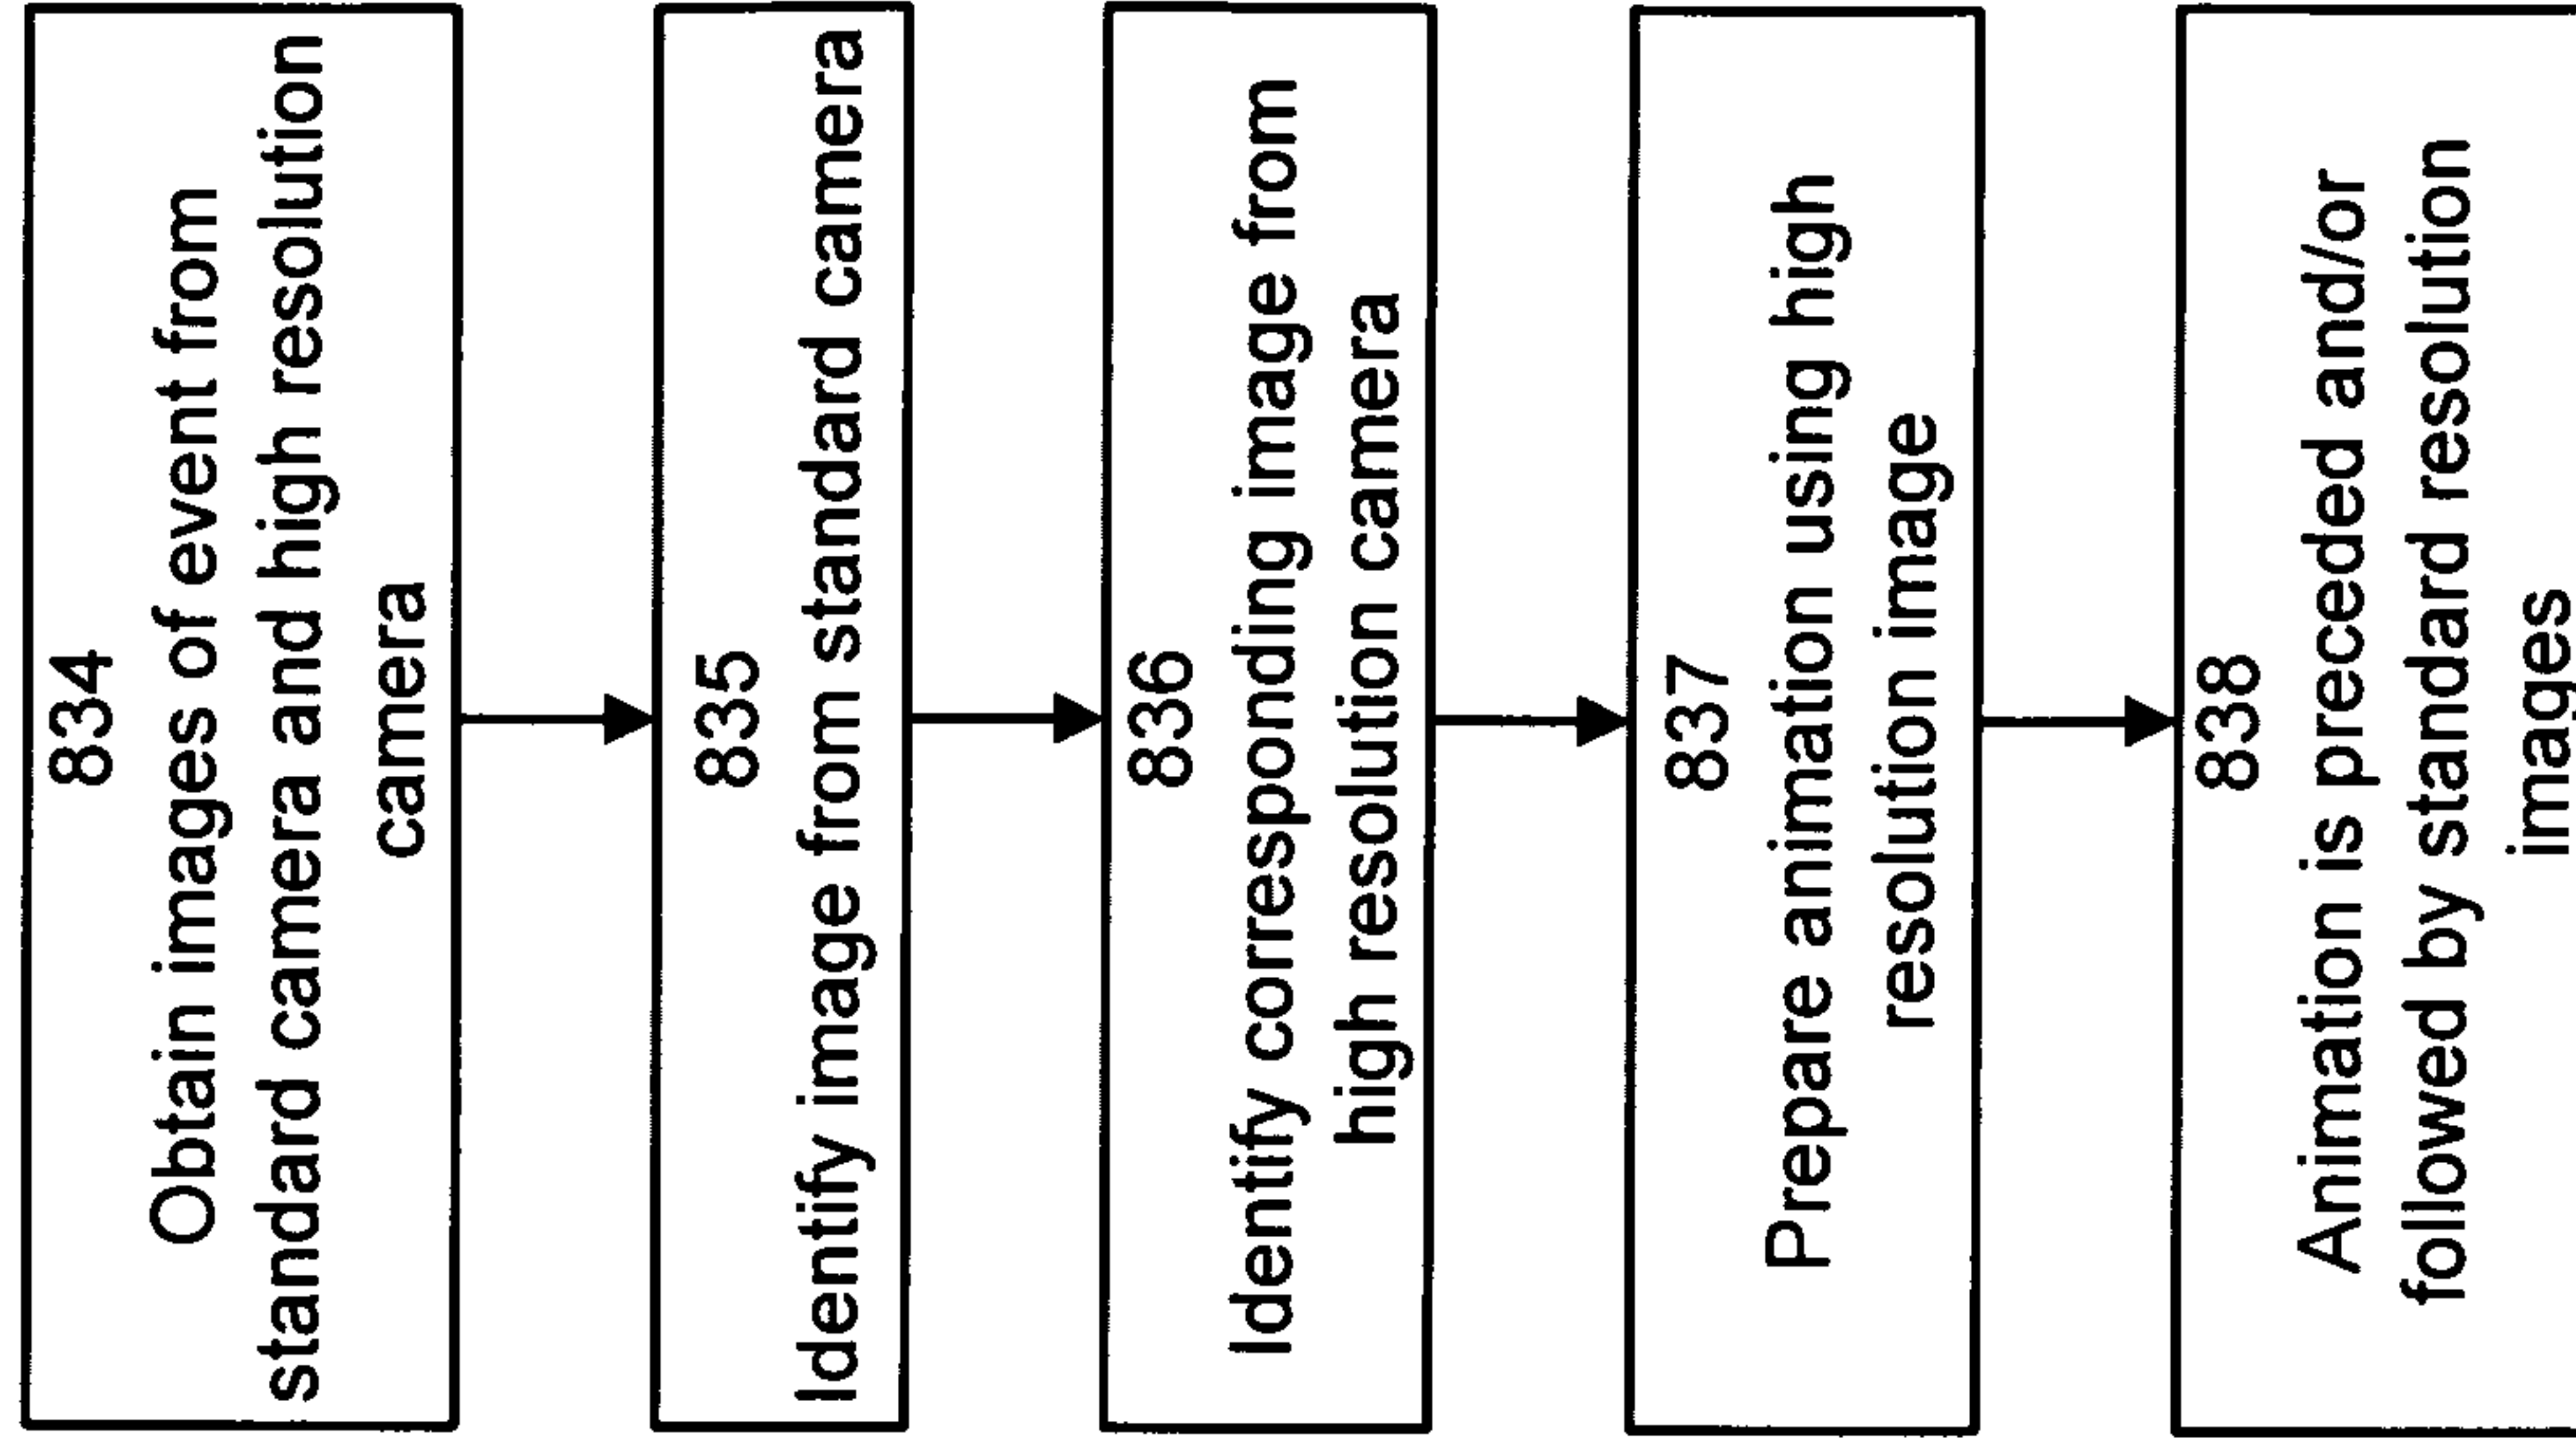 834
Obtain images of event from
standard camera and high resolution
camera
835
Identify image from standard camera
836
Identify corresponding image from
high resolution camera
837
Prepare animation using high
resolution image
838
Animation is preceded and/or
followed by standard resolution
images